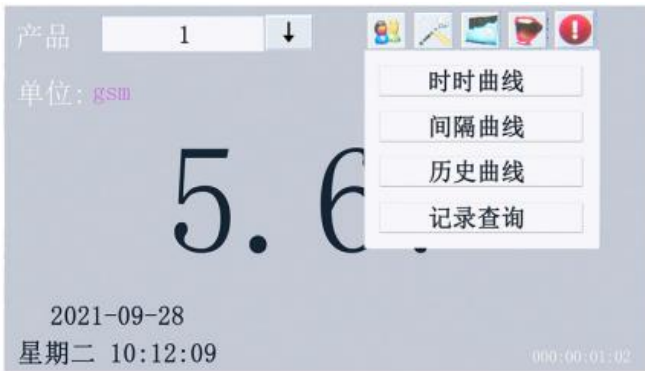 产品 1 ↓
单位: gsm
时时曲线
间隔曲线
历史曲线
记录查询
5. 6
2021-09-28
星期二 10:12:09
000:00:01:02